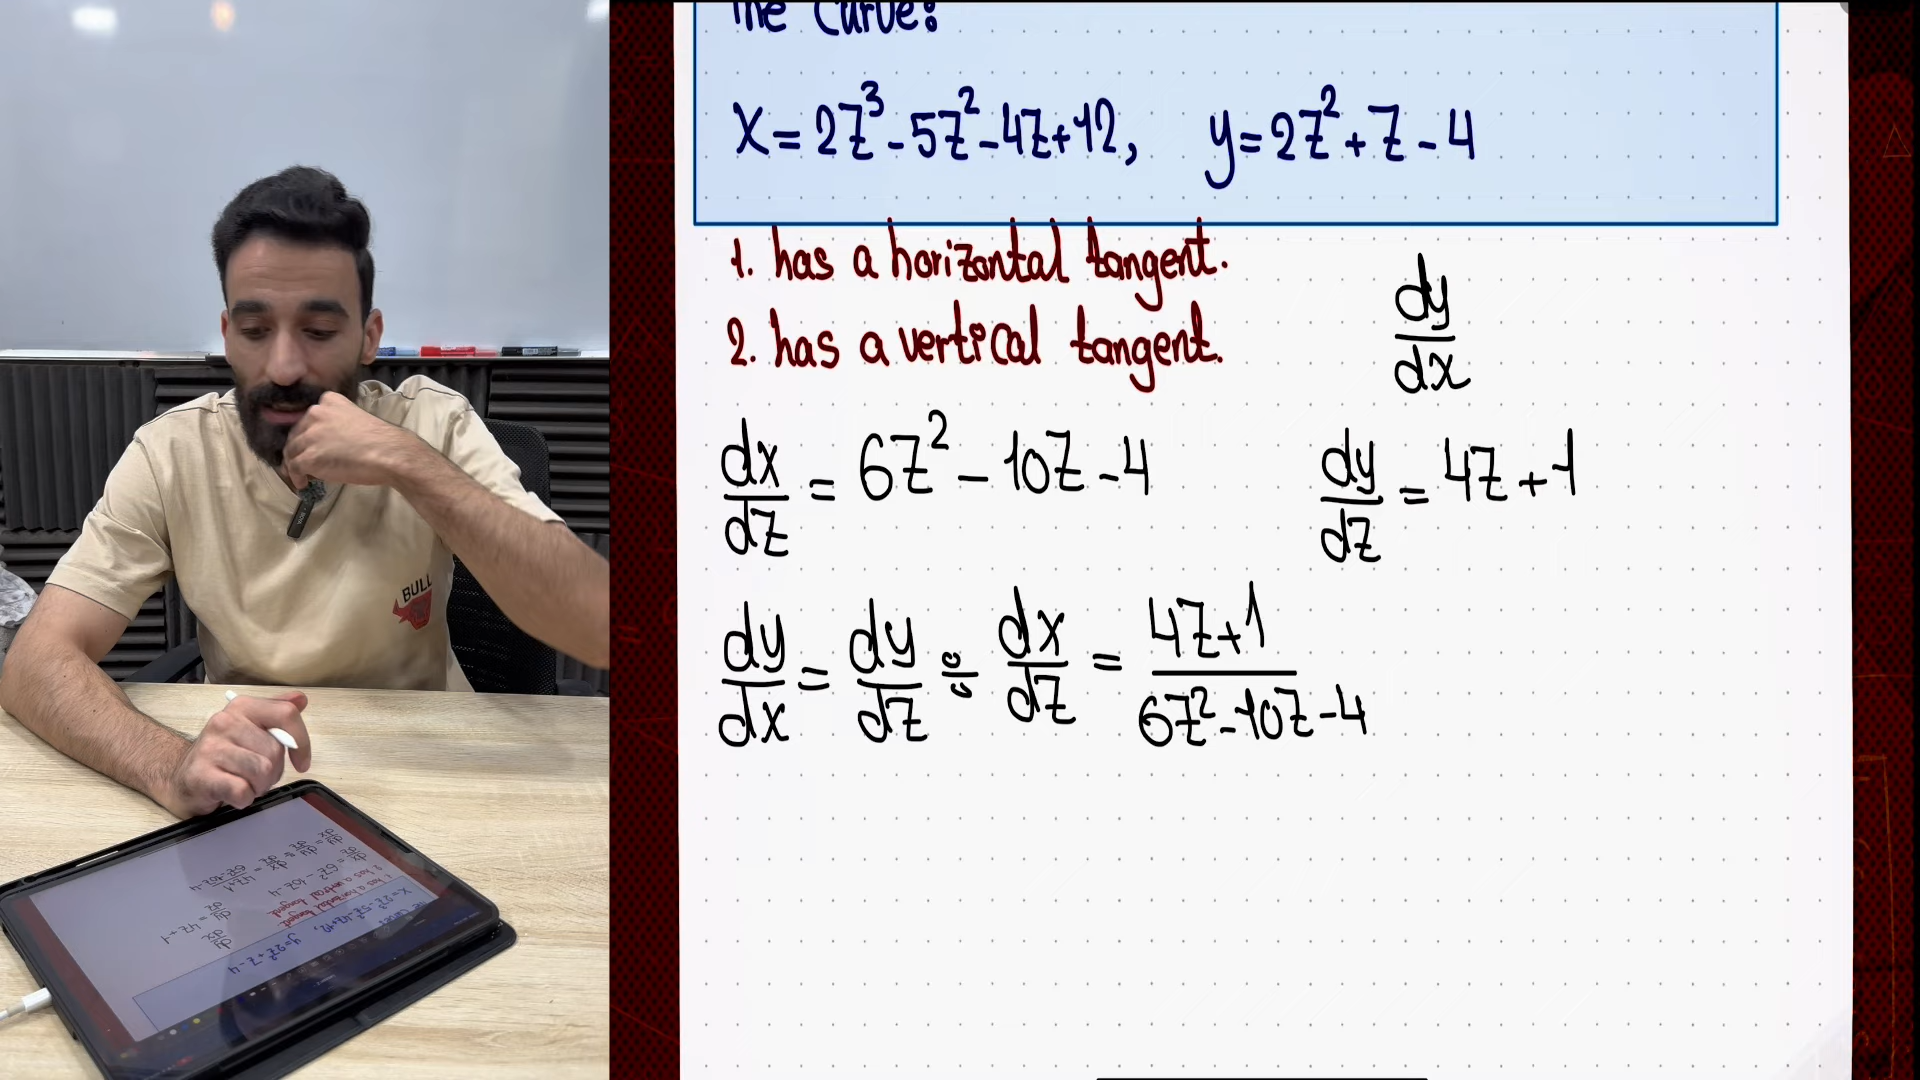 the curve:
x = 2z³ - 5z² - 4z + 12, y = 2z² + z - 4
1. has a horizontal tangent.
2. has a vertical tangent.
dy/dx
dx/dz = 6z² - 10z - 4 dy/dz = 4z + 1
dy/dx = dy/dz ÷ dx/dz = (4z+1)/(6z² - 10z - 4)
BULL